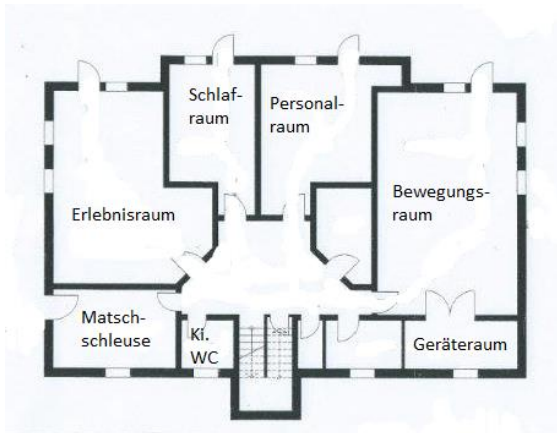 Schlaf-
raum
Personal-
raum
Erlebnisraum
Bewegungs-
raum
Matsch-
schleuse
Ki.
WC
Geräteraum